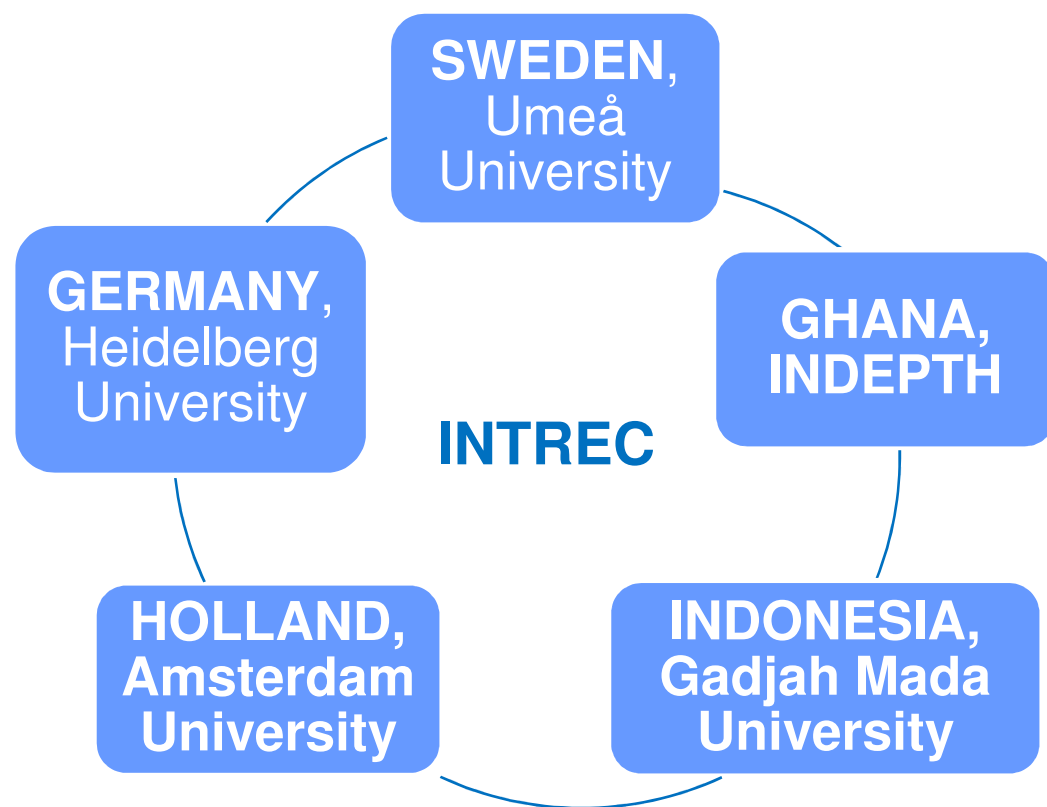 SWEDEN,
Umeå
University
GERMANY,
Heidelberg
University
GHANA,
INDEPTH
INTREC
HOLLAND,
Amsterdam
University
INDONESIA,
Gadjah Mada
University